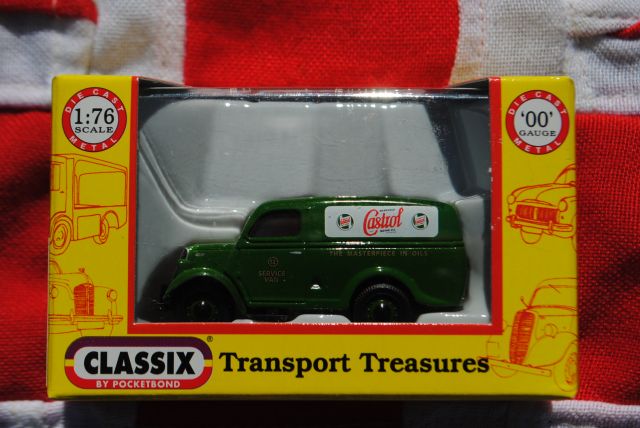 DIE CAST
1:76
SCALE
METAL
DIE CAST
'00'
GAUGE
METAL
Castrol
THE MASTERPIECE IN OILS
SERVICE
VAN
CLASSIX®
BY POCKETBOND
Transport Treasures